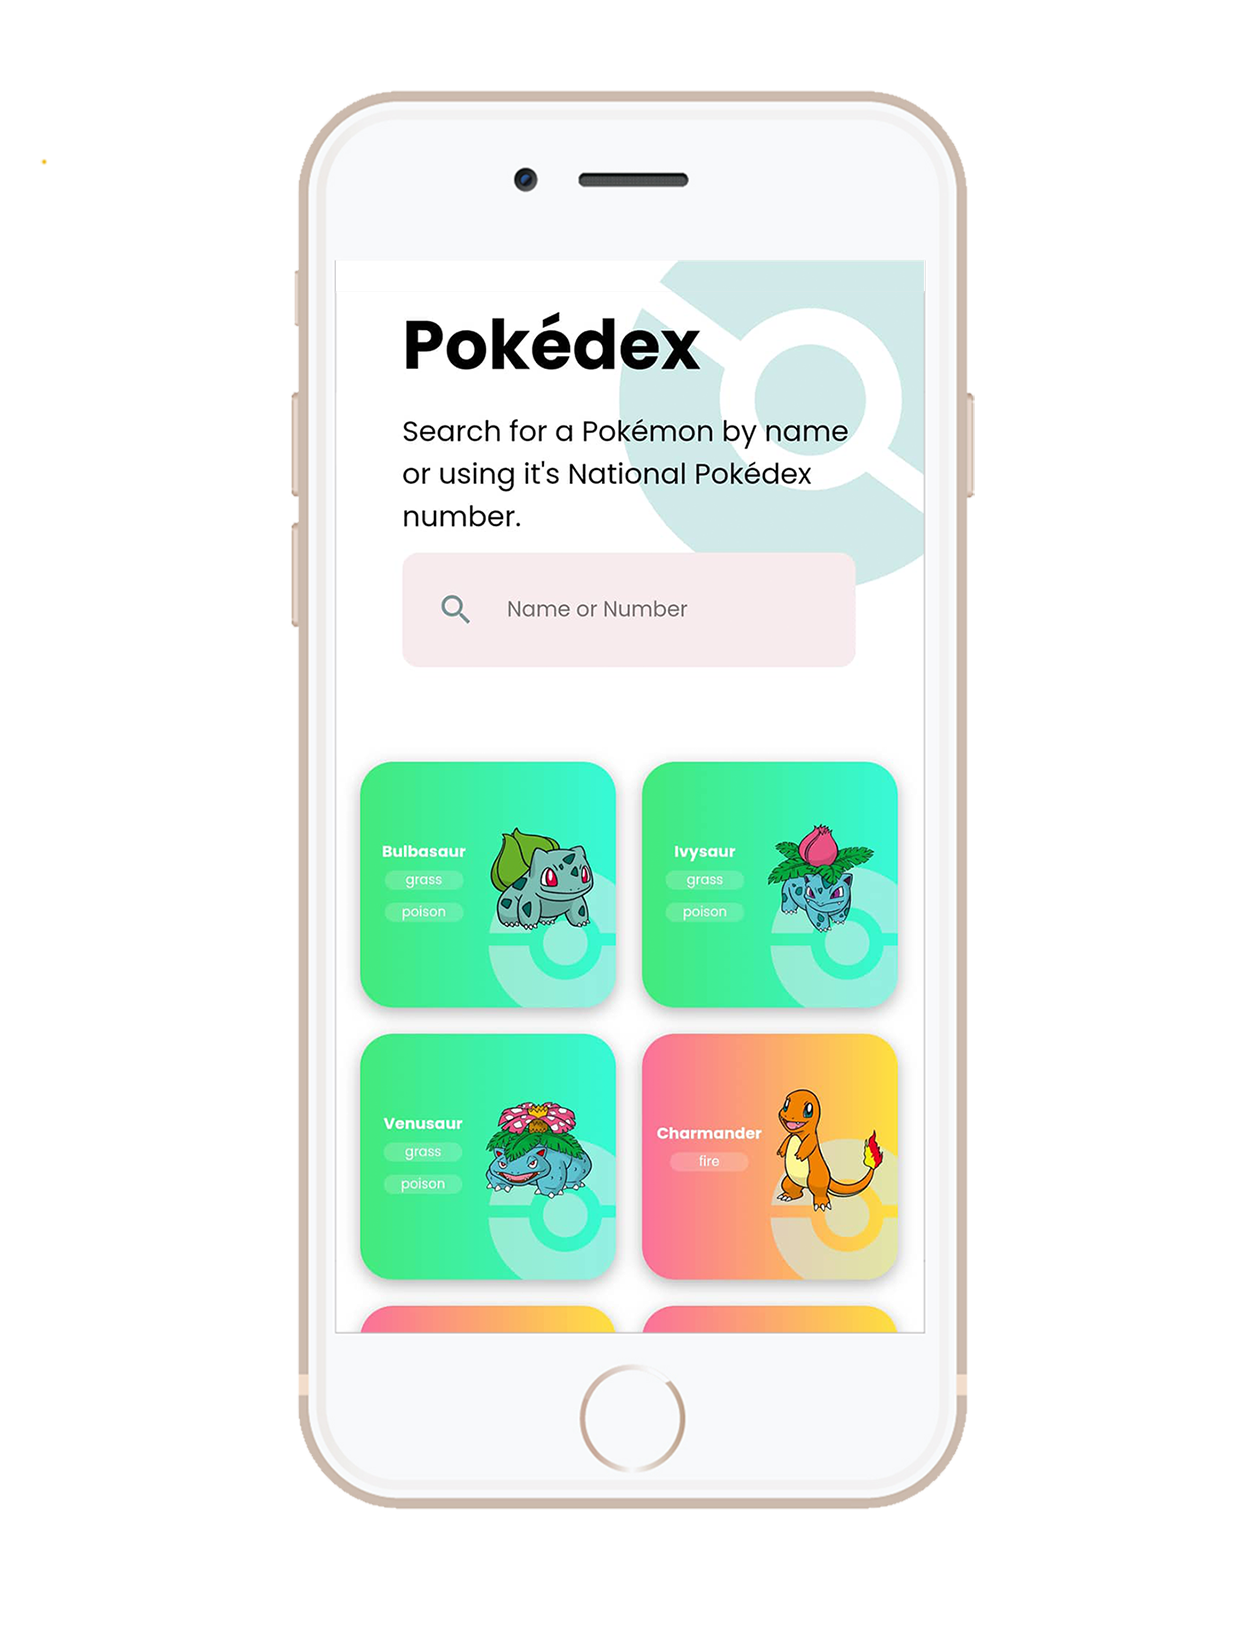 Pokédex
Search for a Pokémon by name
or using it's National Pokédex
number.
Name or Number
Bulbasaur
grass
poison
Ivysaur
grass
poison
Venusaur
grass
poison
Charmander
fire